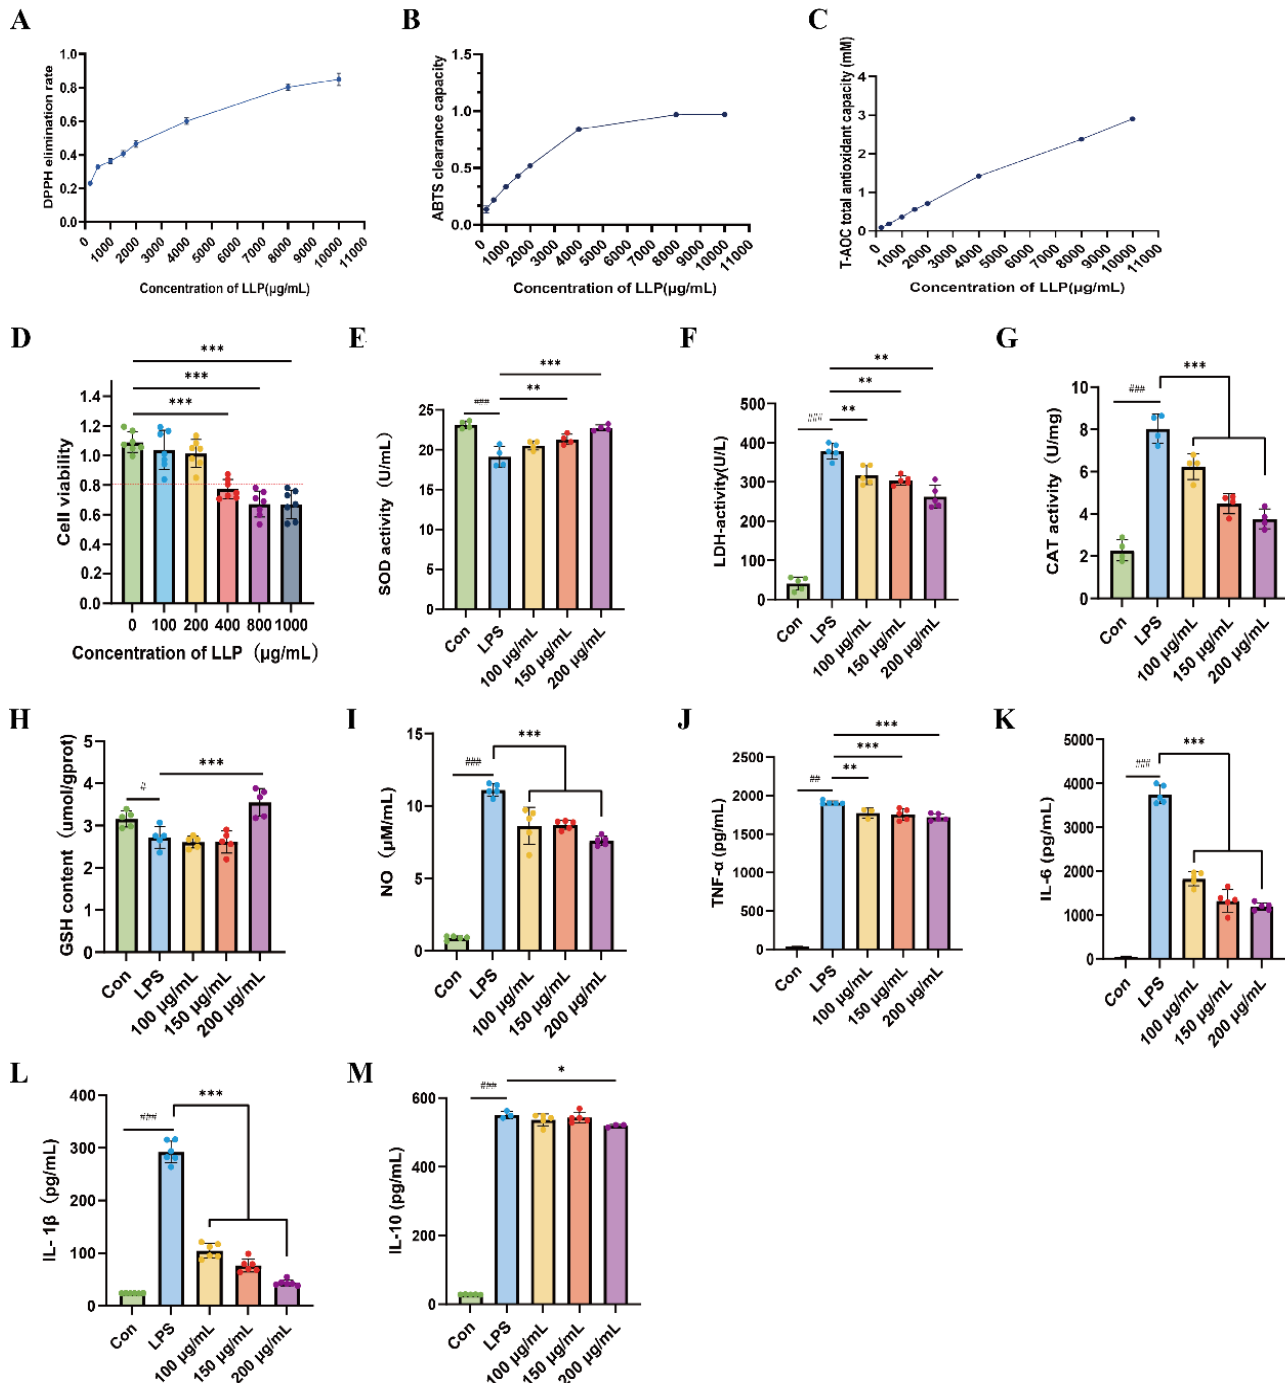 A
DPPH elimination rate
1.0
0.8
0.6
0.4
0.2
0.0
0
1000
2000
3000
4000
5000
6000
7000
8000
9000
10000
11000
Concentration of LLP(μg/mL)
B
ABTS clearance capacity
1.5
1.0
0.5
0.0
0
1000
2000
3000
4000
5000
6000
7000
8000
9000
10000
11000
Concentration of LLP(μg/mL)
C
T-AOC total antioxidant capacity (mM)
4
3
2
1
0
0
1000
2000
3000
4000
5000
6000
7000
8000
9000
10000
11000
Concentration of LLP(μg/mL)
D
***
***
***
Cell viability
1.4
1.2
1.0
0.8
0.6
0.4
0.2
0.0
0 100 200 400 800 1000
Concentration of LLP (μg/mL)
E
***
**
###
SOD activity (U/mL)
25
20
15
10
5
0
Con
LPS
100 μg/mL
150 μg/mL
200 μg/mL
F
**
**
**
###
LDH-activity(U/L)
500
400
300
200
100
0
Con
LPS
100 μg/mL
150 μg/mL
200 μg/mL
G
***
###
CAT activity (U/mg)
10
8
6
4
2
0
Con
LPS
100 μg/mL
150 μg/mL
200 μg/mL
H
***
#
GSH content (umol/gprot)
5
4
3
2
1
0
Con
LPS
100 μg/mL
150 μg/mL
200 μg/mL
I
***
###
NO (μM/mL)
15
10
5
0
Con
LPS
100 μg/mL
150 μg/mL
200 μg/mL
J
***
***
**
##
TNF-α (pg/mL)
2500
2000
1500
1000
500
0
Con
LPS
100 μg/mL
150 μg/mL
200 μg/mL
K
***
###
IL-6 (pg/mL)
5000
4000
3000
2000
1000
0
Con
LPS
100 μg/mL
150 μg/mL
200 μg/mL
L
***
###
IL- 1β (pg/mL)
400
300
200
100
0
Con
LPS
100 μg/mL
150 μg/mL
200 μg/mL
M
*
###
IL-10 (pg/mL)
600
400
200
0
Con
LPS
100 μg/mL
150 μg/mL
200 μg/mL